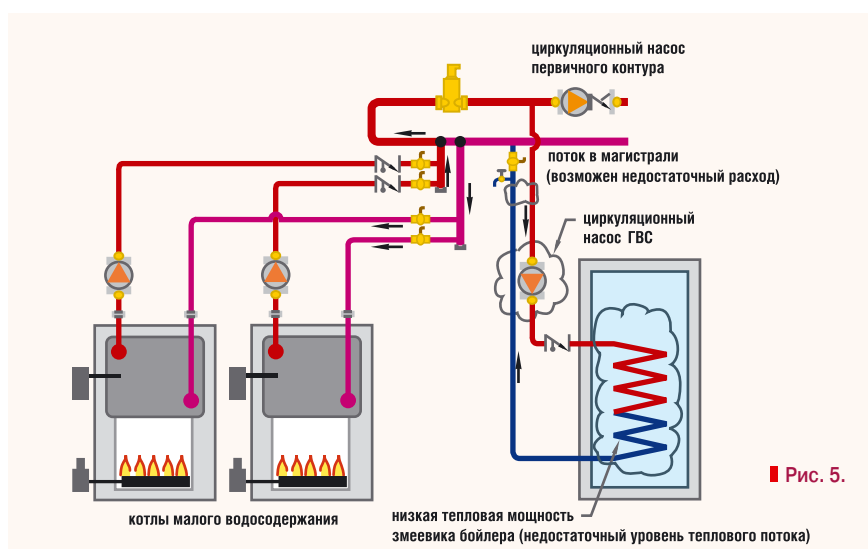 циркуляционный насос
первичного контура
поток в магистрали
(возможен недостаточный расход)
циркуляционный
насос ГВС
Рис. 5.
котлы малого водосодержания
низкая тепловая мощность
змеевика бойлера (недостаточный уровень теплового потока)